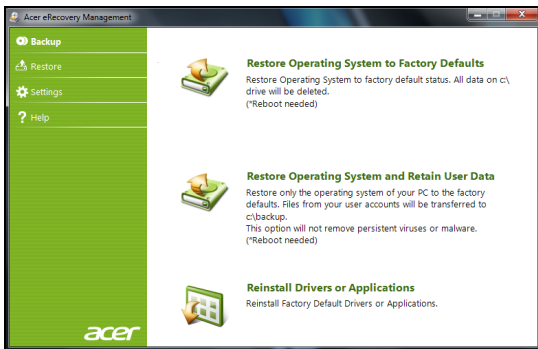 Acer eRecovery Management
Backup
Restore
Settings
? Help
Restore Operating System to Factory Defaults
Restore Operating System to factory default status. All data on c:\
drive will be deleted.
(*Reboot needed)
Restore Operating System and Retain User Data
Restore only the operating system of your PC to the factory
defaults. Files from your user accounts will be transferred to
c:\backup.
This option will not remove persistent viruses or malware.
(*Reboot needed)
Reinstall Drivers or Applications
Reinstall Factory Default Drivers or Applications.
acer